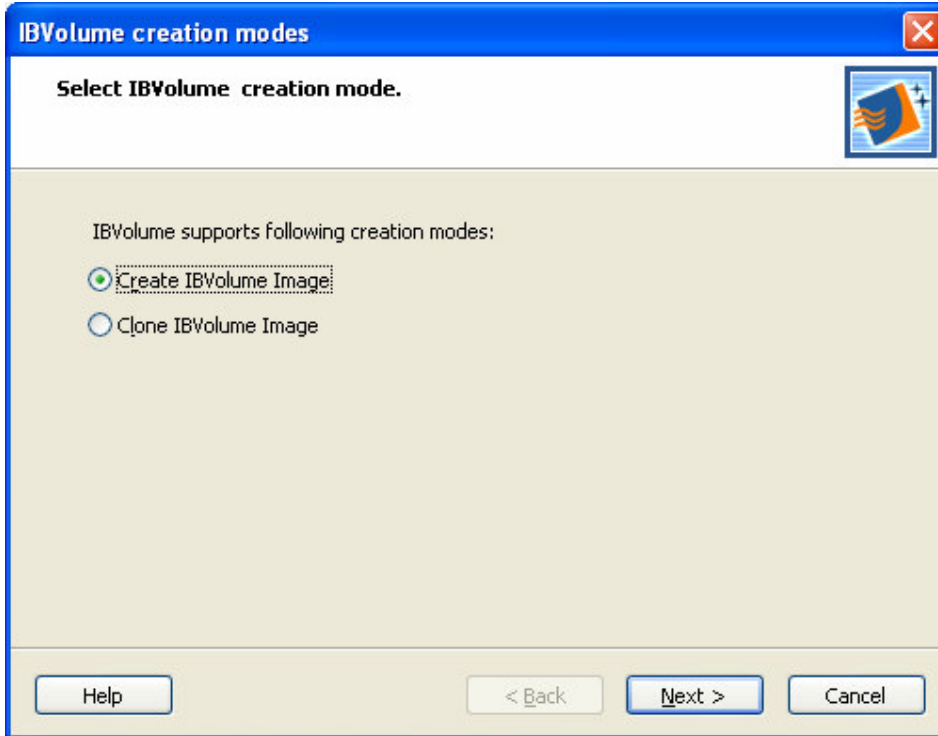 IBVolume creation modes
Select IBVolume  creation mode.
IBVolume supports following creation modes:
Create IBVolume Image
Clone IBVolume Image
Help
< Back
Next >
Cancel